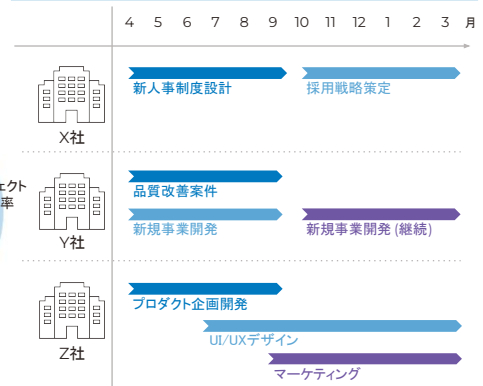 4 5 6 7 8 9 10 11 12 1 2 3 月
新人事制度設計 採用戦略策定
X社
ェクト
率
品質改善案件
新規事業開発 新規事業開発 (継続)
Y社
プロダクト企画開発
UI/UXデザイン
Z社
マーケティング